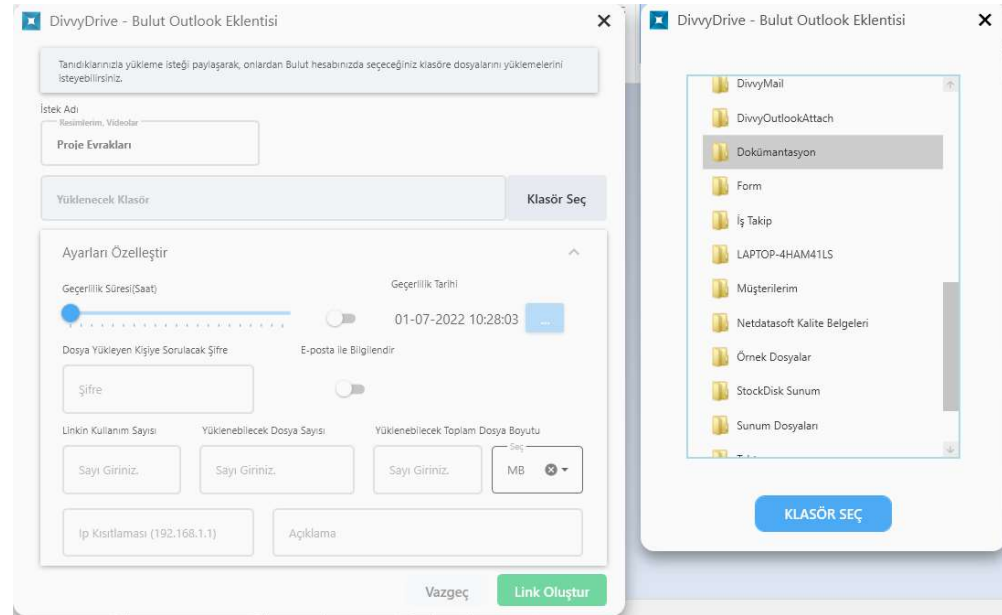 DivvyDrive - Bulut Outlook Eklentisi
Tanıdıklarınızla yükleme isteği paylaşarak, onlardan Bulut hesabınızda seçeceğiniz klasöre dosyalarını yüklemelerini
isteyebilirsiniz.
İstek Adı
Resimlerim, Videolar
Proje Evrakları
Yüklenecek Klasör
Klasör Seç
Ayarları Özelleştir
Geçerlilik Süresi(Saat)
Geçerlilik Tarihi
01-07-2022 10:28:03
...
Dosya Yükleyen Kişiye Sorulacak Şifre
E-posta ile Bilgilendir
Şifre
Linkin Kullanım Sayısı
Yüklenebilecek Dosya Sayısı
Yüklenebilecek Toplam Dosya Boyutu
Sayı Giriniz.
Sayı Giriniz.
Sayı Giriniz.
Seç
MB
Ip Kısıtlaması (192.168.1.1)
Açıklama
Vazgeç
Link Oluştur
DivvyDrive - Bulut Outlook Eklentisi
DivvyMail
DivvyOutlookAttach
Dokümantasyon
Form
İş Takip
LAPTOP-4HAM41LS
Müşterilerim
Netdatasoft Kalite Belgeleri
Örnek Dosyalar
StockDisk Sunum
Sunum Dosyaları
KLASÖR SEÇ